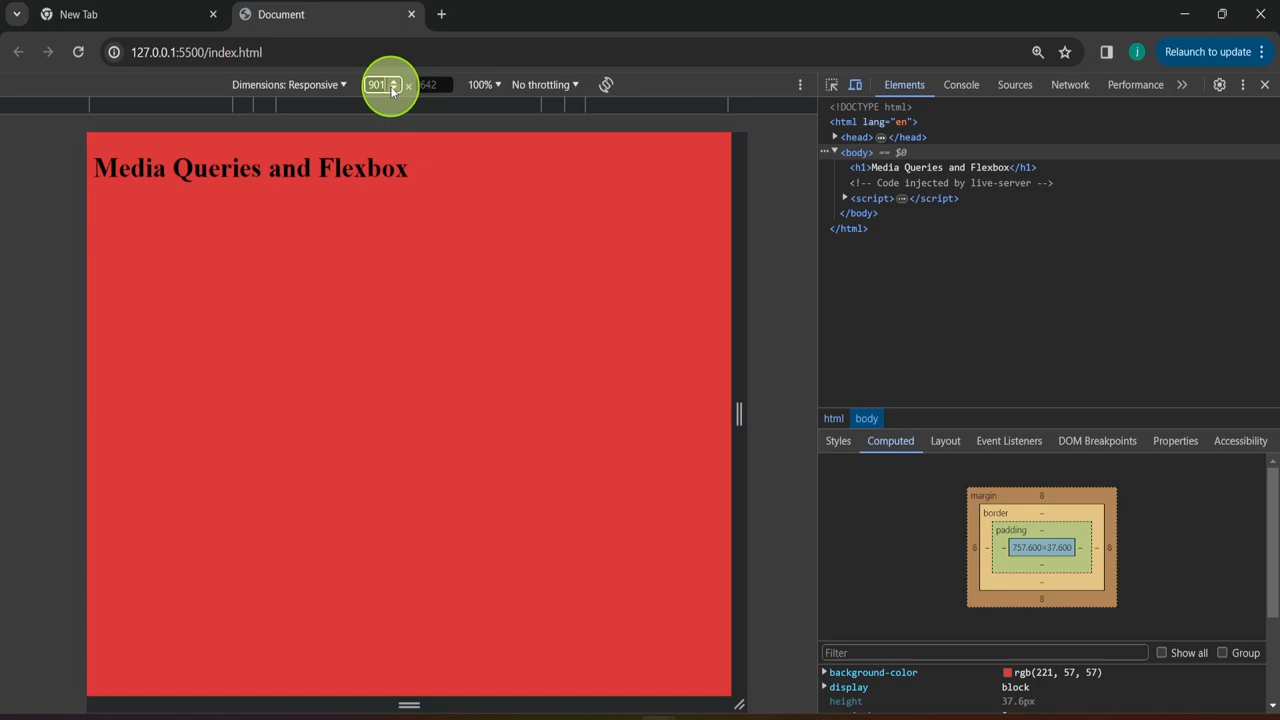 New Tab
Document
127.0.0.1:5500/index.html
Relaunch to update
Dimensions: Responsive 901 × 642 100% No throttling
Elements Console Sources Network Performance
Media Queries and Flexbox
<!DOCTYPE html>
<html lang="en">
<head> </head>
<body> == $0
<h1>Media Queries and Flexbox</h1>
<!-- Code injected by live-server -->
<script> </script>
</body>
</html>
html body
Styles Computed Layout Event Listeners DOM Breakpoints Properties Accessibility
margin 8
border –
padding –
8 – – 757.600×37.600 – – 8
–
–
8
Filter Show all Group
background-color rgb(221, 57, 57)
display block
height 37.6px